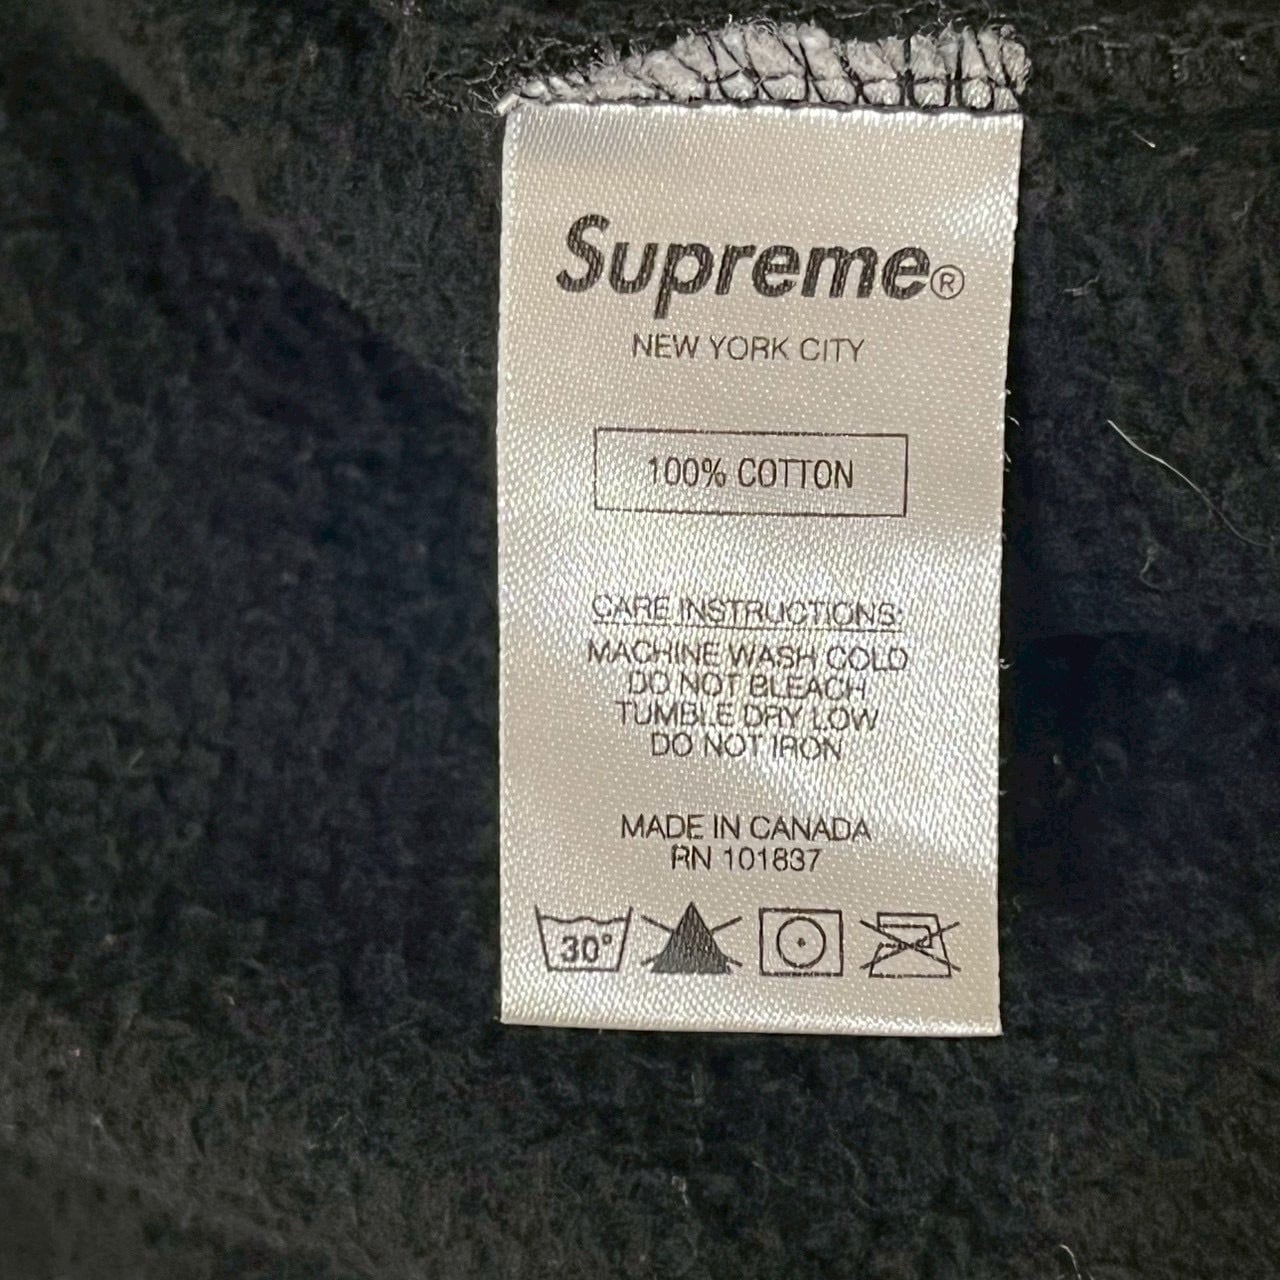 Supreme®
NEW YORK CITY
100% COTTON
CARE INSTRUCTIONS:
MACHINE WASH COLD
DO NOT BLEACH
TUMBLE DRY LOW
DO NOT IRON
MADE IN CANADA
RN 101837
30°